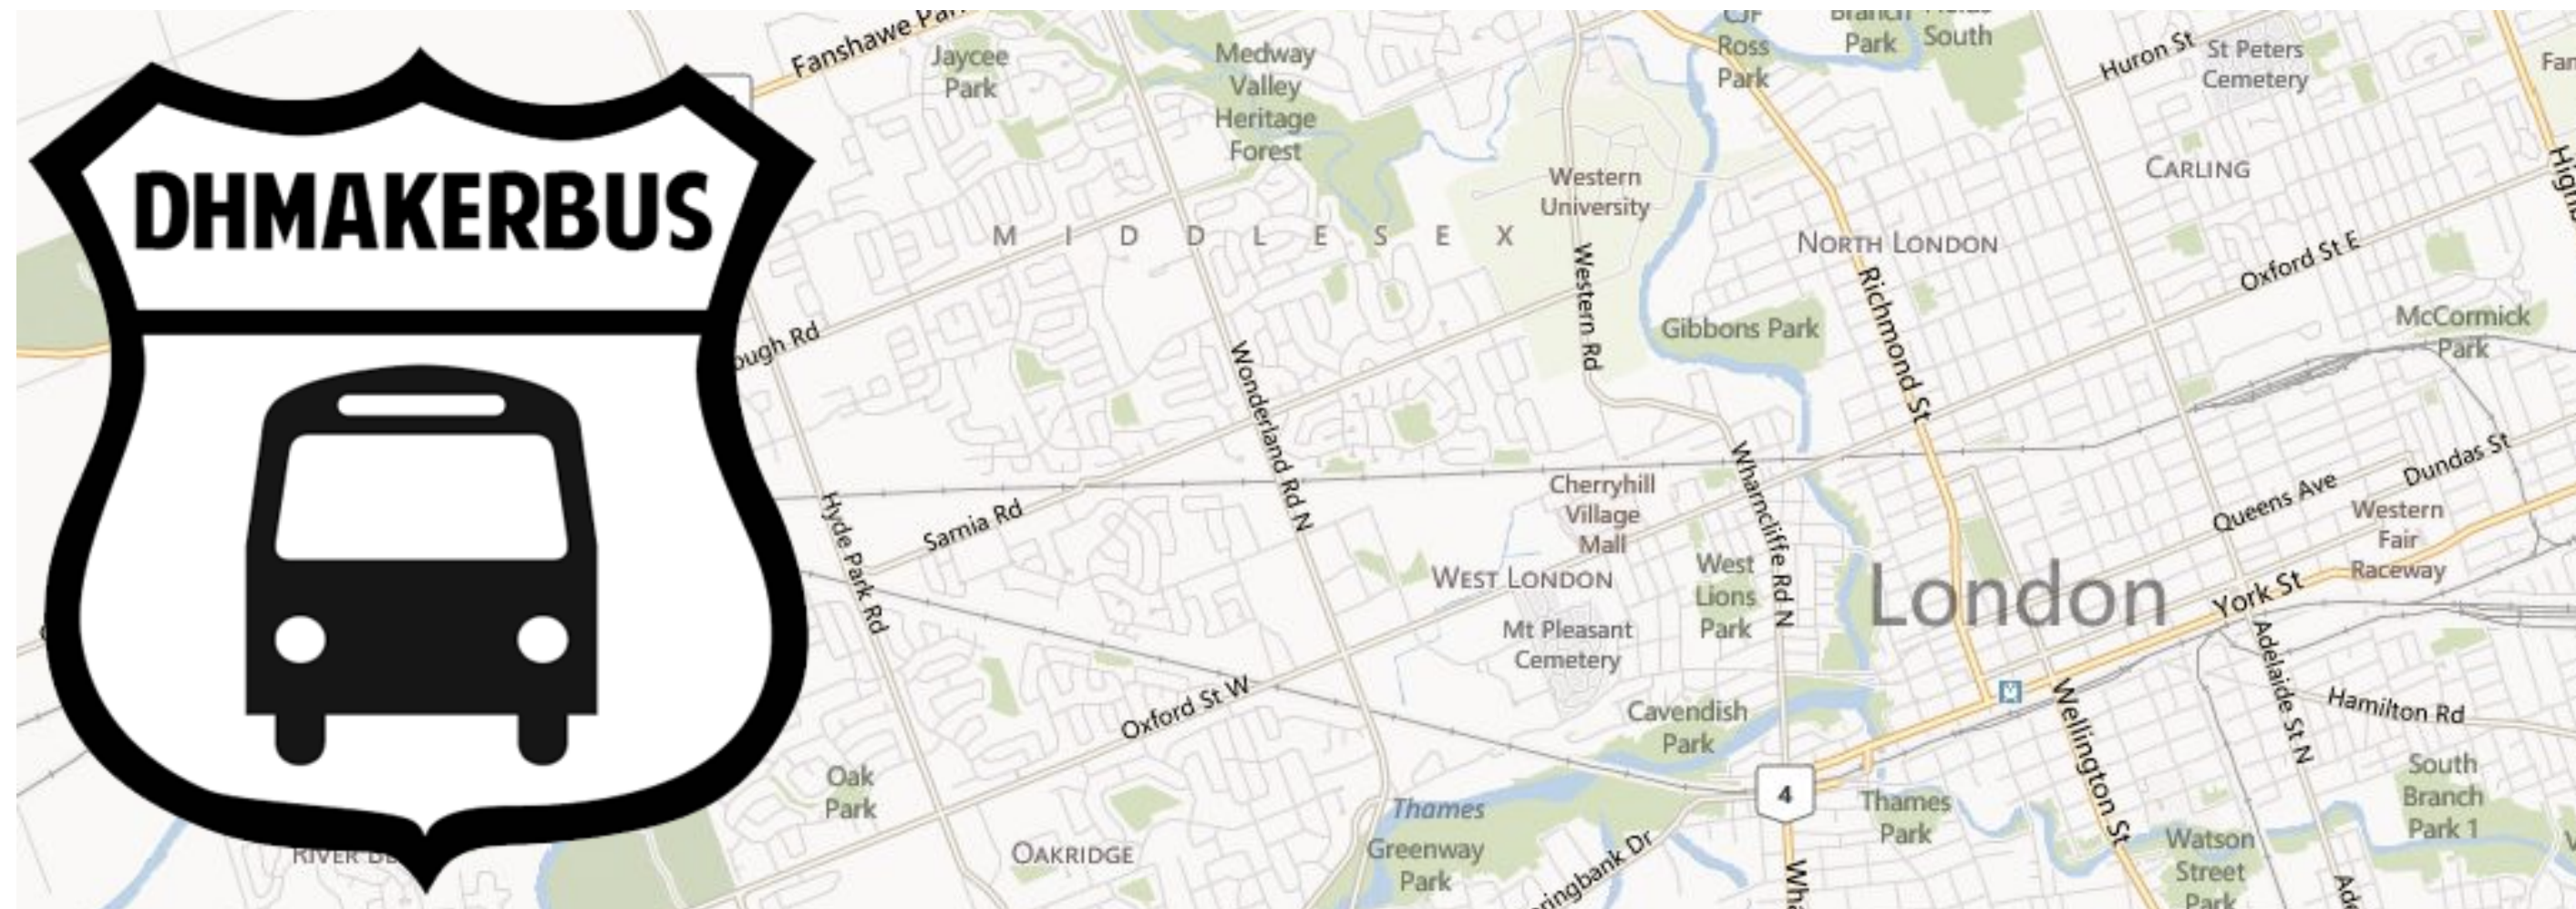 DHMAKERBUS
Fanshawe
Jaycee
Park
Medway
Valley
Heritage
Forest
Ross
Park
Branch
Park
South
Huron St
St Peters
Cemetery
CARLING
Western
University
MIDDLESEX
NORTH LONDON
Western Rd
Richmond St
Oxford St E
Gibbons Park
McCormick
Park
Wonderland Rd N
Hyde Park Rd
Sarnia Rd
Cherryhill
Village
Mall
Wharncliffe Rd N
Queens Ave
Dundas St
Western
Fair
Raceway
WEST LONDON
West
Lions
Park
London
York St
Mt Pleasant
Cemetery
Oxford St W
Cavendish
Park
Wellington St
Adelaide St N
Hamilton Rd
Oak
Park
4
Thames
Greenway
Park
Thames
Park
South
Branch
Park 1
Watson
Street
Park
OAKRIDGE
RIVER